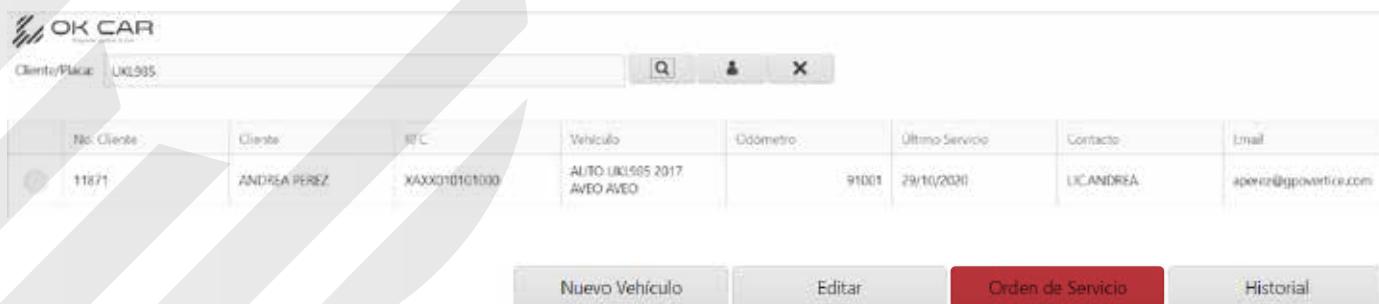 OK CAR
Cliente/Placa: UKL985
No. Cliente Cliente RFC Vehículo Odómetro Último Servicio Contacto Email
11871 ANDREA PEREZ XAXX010101000 AUTO UKL985 2017 91001 29/10/2020 LIC.ANDREA aperez@gpovertice.com
AVEO AVEO
Nuevo Vehículo Editar Orden de Servicio Historial